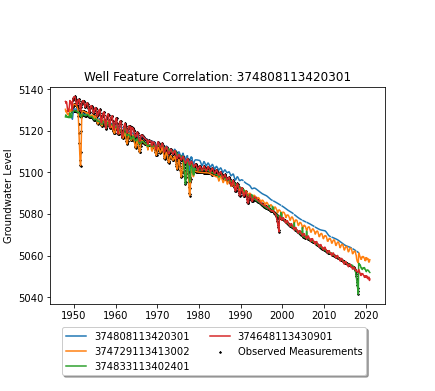 Well Feature Correlation: 374808113420301
5140
5120
5100
5080
5060
5040
Groundwater Level
1950 1960 1970 1980 1990 2000 2010 2020
374808113420301 374648113430901
374729113413002 Observed Measurements
374833113402401